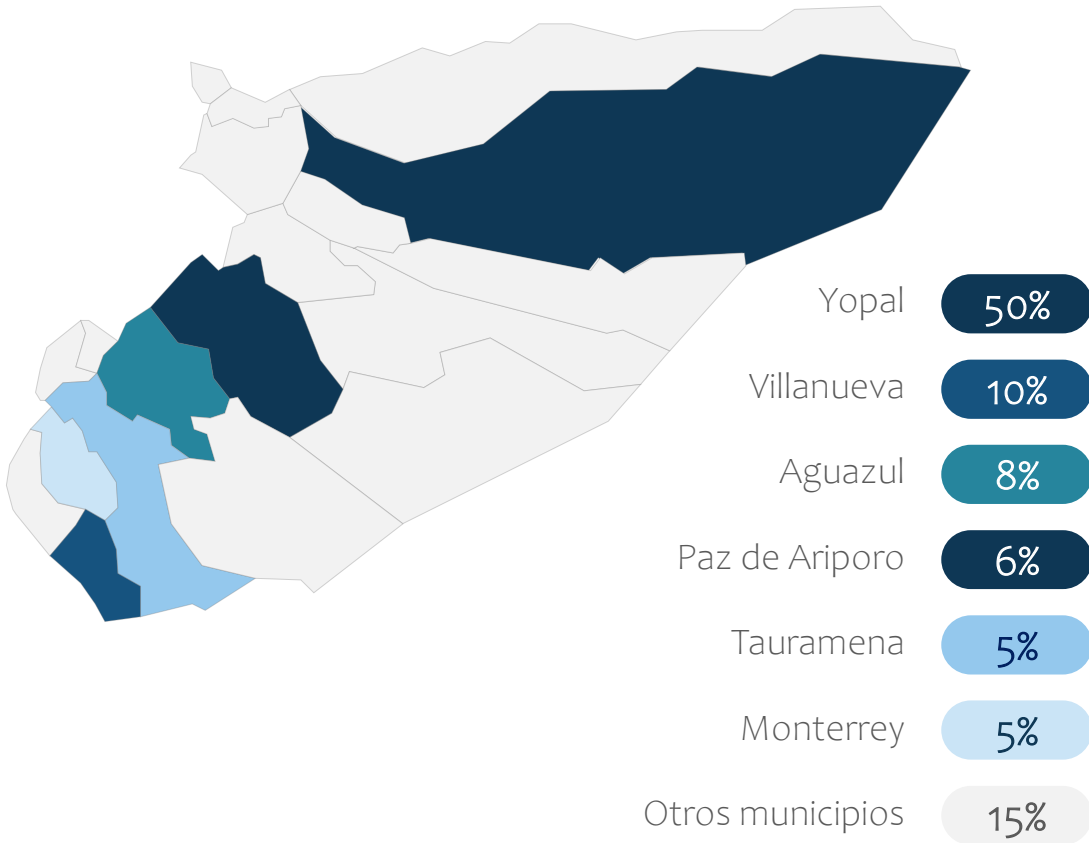 Yopal 50%
Villanueva 10%
Aguazul 8%
Paz de Ariporo 6%
Tauramena 5%
Monterrey 5%
Otros municipios 15%